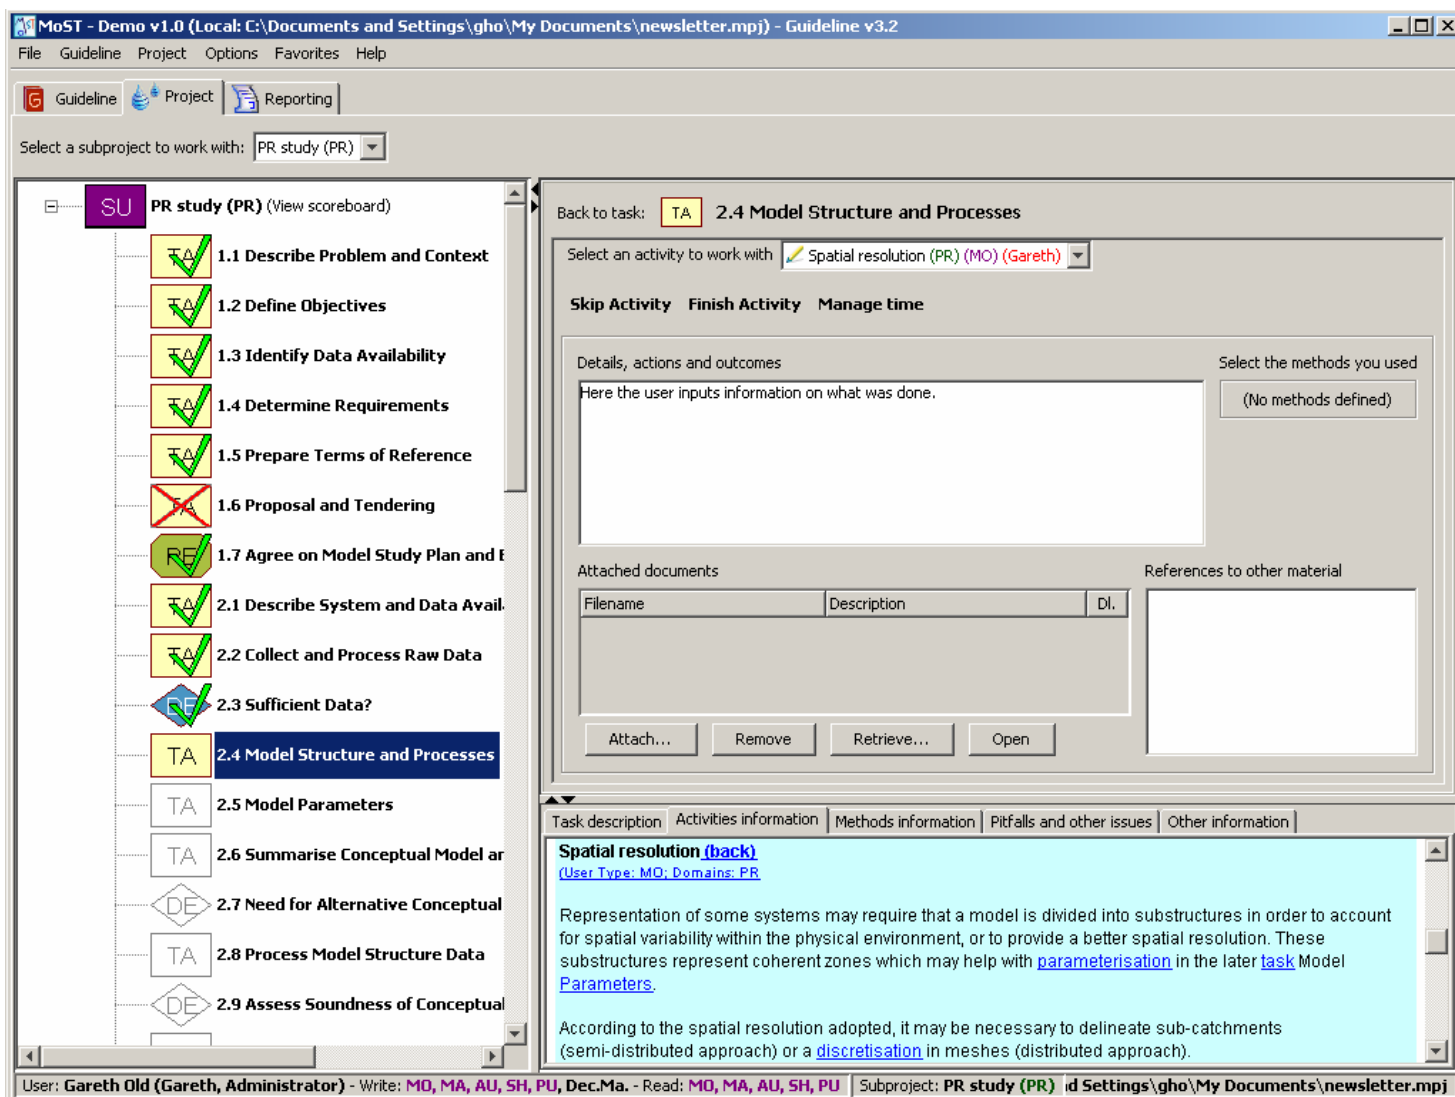 MoST - Demo v1.0 (Local: C:\Documents and Settings\gho\My Documents\newsletter.mpj) - Guideline v3.2
File Guideline Project Options Favorites Help
G Guideline Project Reporting
Select a subproject to work with: PR study (PR)
SU PR study (PR) (View scoreboard)
TA 1.1 Describe Problem and Context
TA 1.2 Define Objectives
TA 1.3 Identify Data Availability
TA 1.4 Determine Requirements
TA 1.5 Prepare Terms of Reference
TA 1.6 Proposal and Tendering
RE 1.7 Agree on Model Study Plan and
TA 2.1 Describe System and Data Avail
TA 2.2 Collect and Process Raw Data
DE 2.3 Sufficient Data?
TA 2.4 Model Structure and Processes
TA 2.5 Model Parameters
TA 2.6 Summarise Conceptual Model ar
DE 2.7 Need for Alternative Conceptual
TA 2.8 Process Model Structure Data
DE 2.9 Assess Soundness of Conceptual
Back to task: TA 2.4 Model Structure and Processes
Select an activity to work with Spatial resolution (PR) (MO) (Gareth)
Skip Activity Finish Activity Manage time
Details, actions and outcomes
Here the user inputs information on what was done.
Select the methods you used
(No methods defined)
Attached documents
Filename Description Dl.
Attach... Remove Retrieve... Open
References to other material
Task description Activities information Methods information Pitfalls and other issues Other information
Spatial resolution (back)
(User Type: MO; Domains: PR
Representation of some systems may require that a model is divided into substructures in order to account
for spatial variability within the physical environment, or to provide a better spatial resolution. These
substructures represent coherent zones which may help with parameterisation in the later task Model
Parameters.
According to the spatial resolution adopted, it may be necessary to delineate sub-catchments
(semi-distributed approach) or a discretisation in meshes (distributed approach).
User: Gareth Old (Gareth, Administrator) - Write: MO, MA, AU, SH, PU, Dec.Ma. - Read: MO, MA, AU, SH, PU Subproject: PR study (PR) d Settings\gho\My Documents\newsletter.mpj